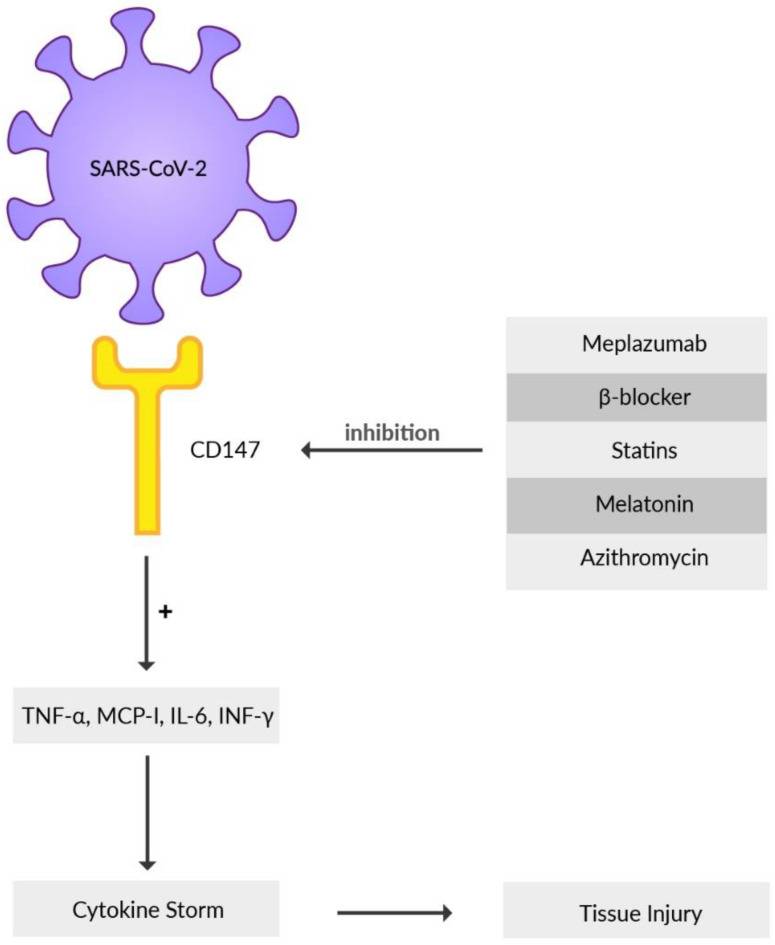 SARS-CoV-2
Meplazumab
β-blocker
Statins
Melatonin
Azithromycin
inhibition
CD147
+
TNF-α, MCP-I, IL-6, INF-γ
Cytokine Storm
Tissue Injury